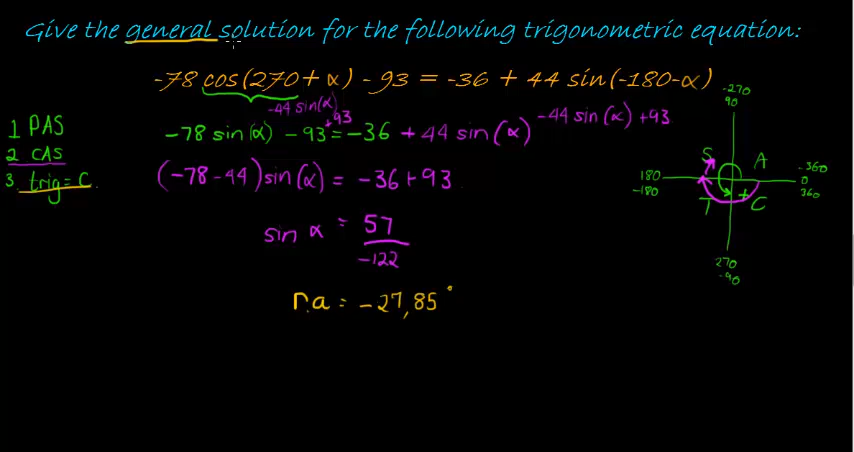 Give the general solution for the following trigonometric equation:
-78 cos(270+α) - 93 = -36 + 44 sin(-180-α)
-44 sin(α) +93 -44 sin(α) +93
-78 sin(α) - 93 = -36 + 44 sin(α)
(-78-44) sin(α) = -36+93
sin α = 57
-122
r.a = -27,85°
1 PAS
2 CAS
3. trig = C
-270
90
S A
180
-180
-360
0
360
T + C
270
-90